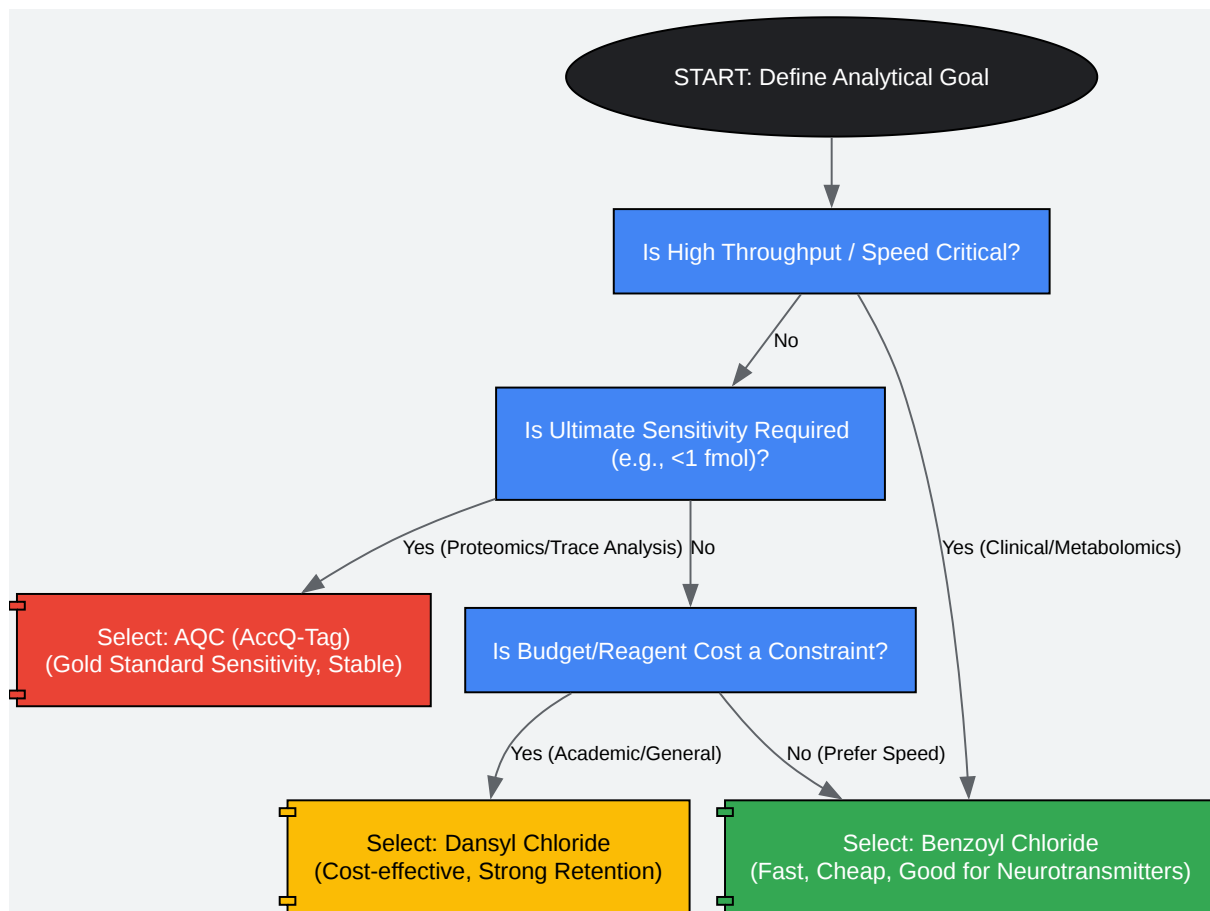 START: Define Analytical Goal
Is High Throughput / Speed Critical?
No
Is Ultimate Sensitivity Required
(e.g., <1 fmol)?
Yes (Proteomics/Trace Analysis)
No
Yes (Clinical/Metabolomics)
Select: AQC (AccQ-Tag)
(Gold Standard Sensitivity, Stable)
Is Budget/Reagent Cost a Constraint?
Yes (Academic/General)
No (Prefer Speed)
Select: Dansyl Chloride
(Cost-effective, Strong Retention)
Select: Benzoyl Chloride
(Fast, Cheap, Good for Neurotransmitters)